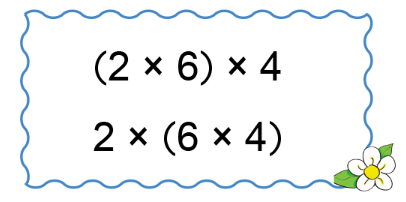 (2 × 6) × 4
2 × (6 × 4)